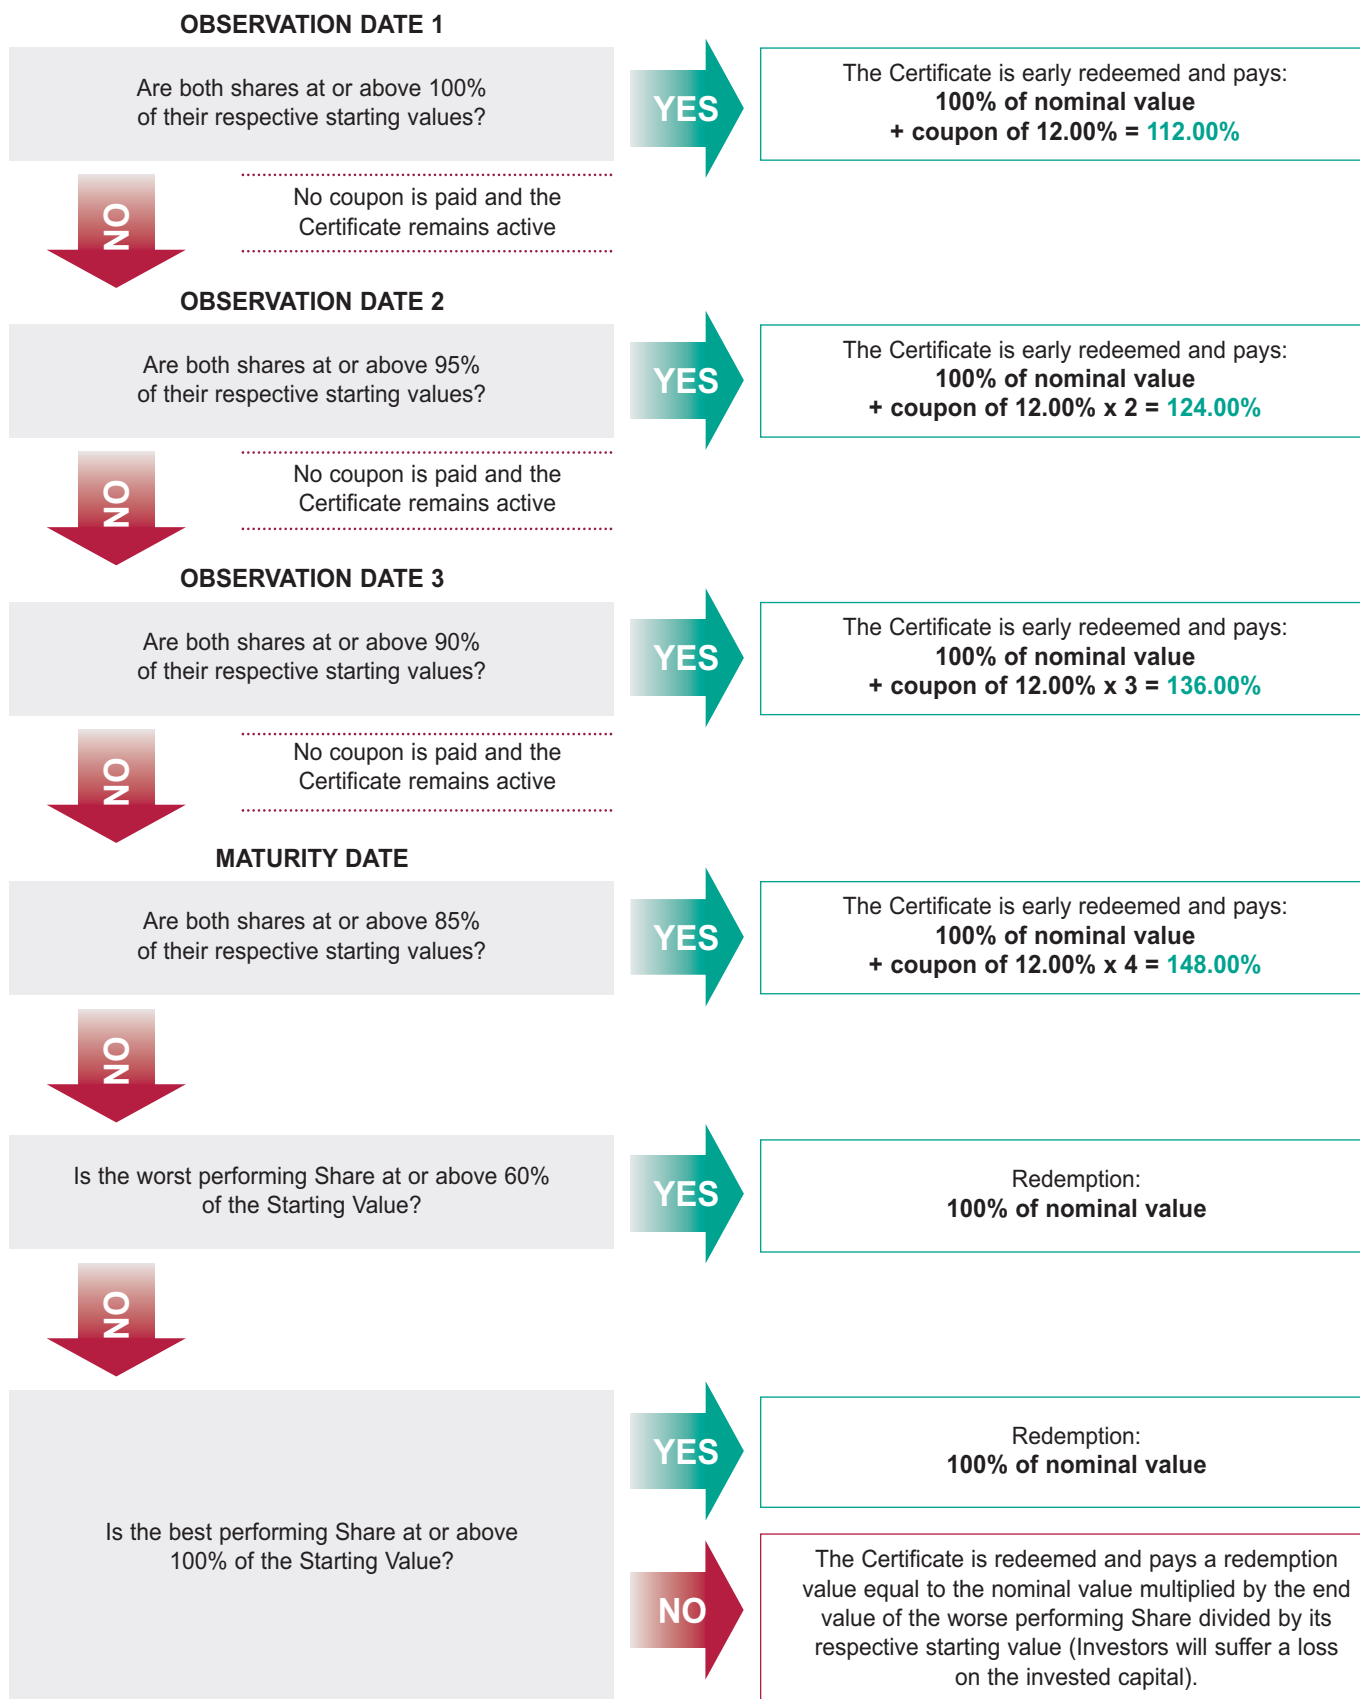 OBSERVATION DATE 1
Are both shares at or above 100%
of their respective starting values?
YES
The Certificate is early redeemed and pays:
100% of nominal value
+ coupon of 12.00% = 112.00%
NO
No coupon is paid and the
Certificate remains active
OBSERVATION DATE 2
Are both shares at or above 95%
of their respective starting values?
YES
The Certificate is early redeemed and pays:
100% of nominal value
+ coupon of 12.00% x 2 = 124.00%
NO
No coupon is paid and the
Certificate remains active
OBSERVATION DATE 3
Are both shares at or above 90%
of their respective starting values?
YES
The Certificate is early redeemed and pays:
100% of nominal value
+ coupon of 12.00% x 3 = 136.00%
NO
No coupon is paid and the
Certificate remains active
MATURITY DATE
Are both shares at or above 85%
of their respective starting values?
YES
The Certificate is early redeemed and pays:
100% of nominal value
+ coupon of 12.00% x 4 = 148.00%
NO
Is the worst performing Share at or above 60%
of the Starting Value?
YES
Redemption:
100% of nominal value
NO
Is the best performing Share at or above
100% of the Starting Value?
YES
Redemption:
100% of nominal value
NO
The Certificate is redeemed and pays a redemption
value equal to the nominal value multiplied by the end
value of the worse performing Share divided by its
respective starting value (Investors will suffer a loss
on the invested capital).